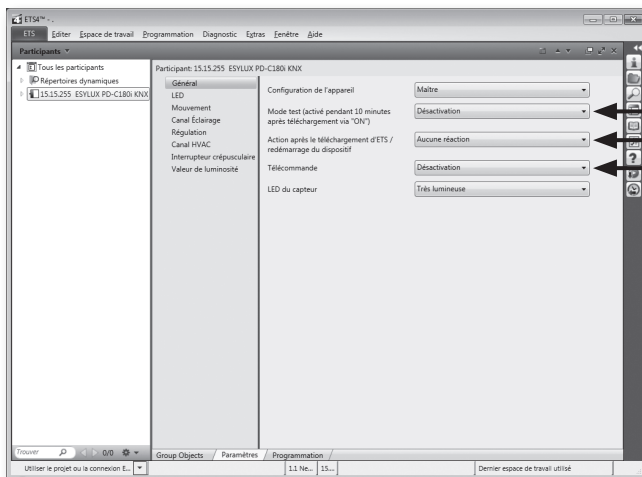 ETS4™ - .
ETS Editer Espace de travail Programmation Diagnostic Extras Fenêtre Aide
Participants
Tous les participants
Répertoires dynamiques
15.15.255 ESYLUX PD-C180i KNX
Participant: 15.15.255 ESYLUX PD-C180i KNX
Général
LED
Mouvement
Canal Éclairage
Régulation
Canal HVAC
Interrupteur crépusculaire
Valeur de luminosité
Configuration de l'appareil
Maître
Mode test (activé pendant 10 minutes
après téléchargement via "ON")
Désactivation
Action après le téléchargement d'ETS /
redémarrage du dispositif
Aucune réaction
Télécommande
Désactivation
LED du capteur
Très lumineuse
Trouver 0/0
Group Objects Paramètres Programmation
Utiliser le projet ou la connexion E... 1.1 Ne... 15.... Dernier espace de travail utilisé